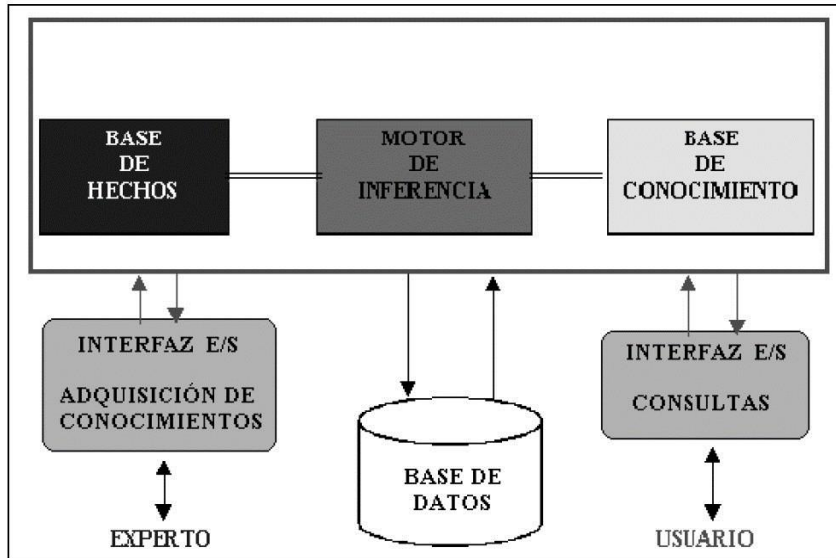 BASE
DE
HECHOS
MOTOR
DE
INFERENCIA
BASE
DE
CONOCIMIENTO
INTERFAZ E/S
ADQUISICIÓN DE
CONOCIMIENTOS
INTERFAZ E/S
CONSULTAS
BASE DE
DATOS
EXPERTO
USUARIO